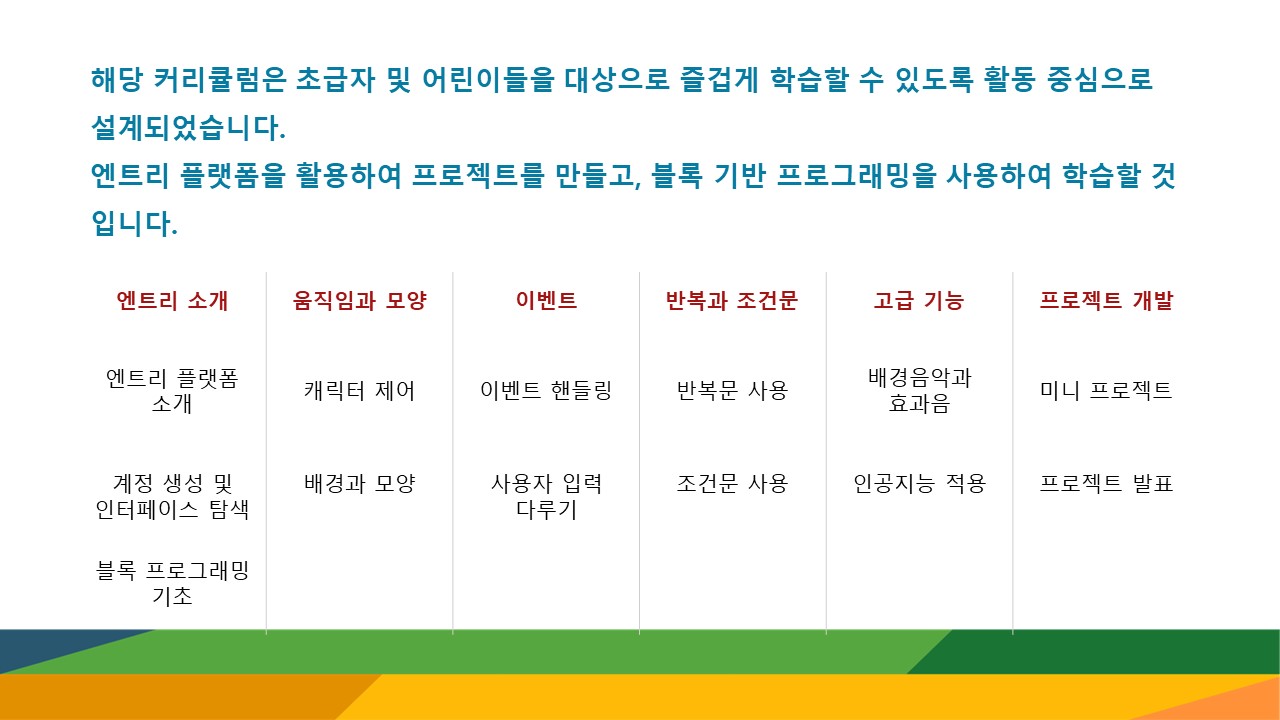 해당 커리큘럼은 초급자 및 어린이들을 대상으로 즐겁게 학습할 수 있도록 활동 중심으로
설계되었습니다.
엔트리 플랫폼을 활용하여 프로젝트를 만들고, 블록 기반 프로그래밍을 사용하여 학습할 것
입니다.
엔트리 소개
움직임과 모양
이벤트
반복과 조건문
고급 기능
프로젝트 개발
엔트리 플랫폼
소개
캐릭터 제어
이벤트 핸들링
반복문 사용
배경음악과
효과음
미니 프로젝트
계정 생성 및
인터페이스 탐색
배경과 모양
사용자 입력
다루기
조건문 사용
인공지능 적용
프로젝트 발표
블록 프로그래밍
기초